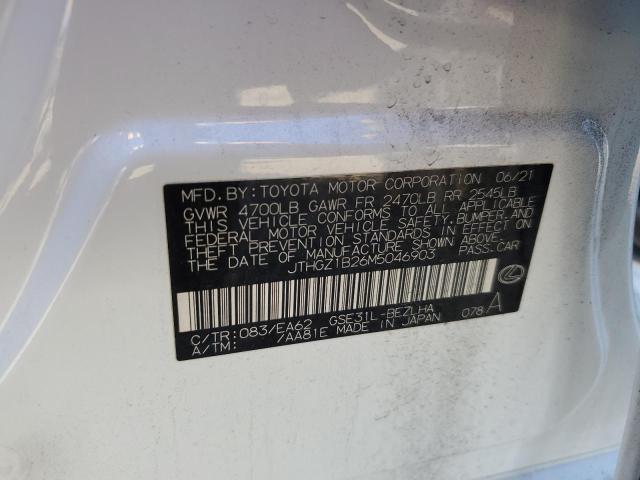 MFD. BY: TOYOTA MOTOR CORPORATION 06/21
GVWR 4700LB GAWR FR 2470LB RR 2545LB
THIS VEHICLE CONFORMS TO ALL APPLICABLE
FEDERAL MOTOR VEHICLE SAFETY, BUMPER, AND
THEFT PREVENTION STANDARDS IN EFFECT ON
THE DATE OF MANUFACTURE SHOWN ABOVE.
JTHGZ1B26M5046903 PASS.CAR
C/TR: 083/EA62 GSE31L-BEZLHA
A/TM: /AA81E MADE IN JAPAN 078 A